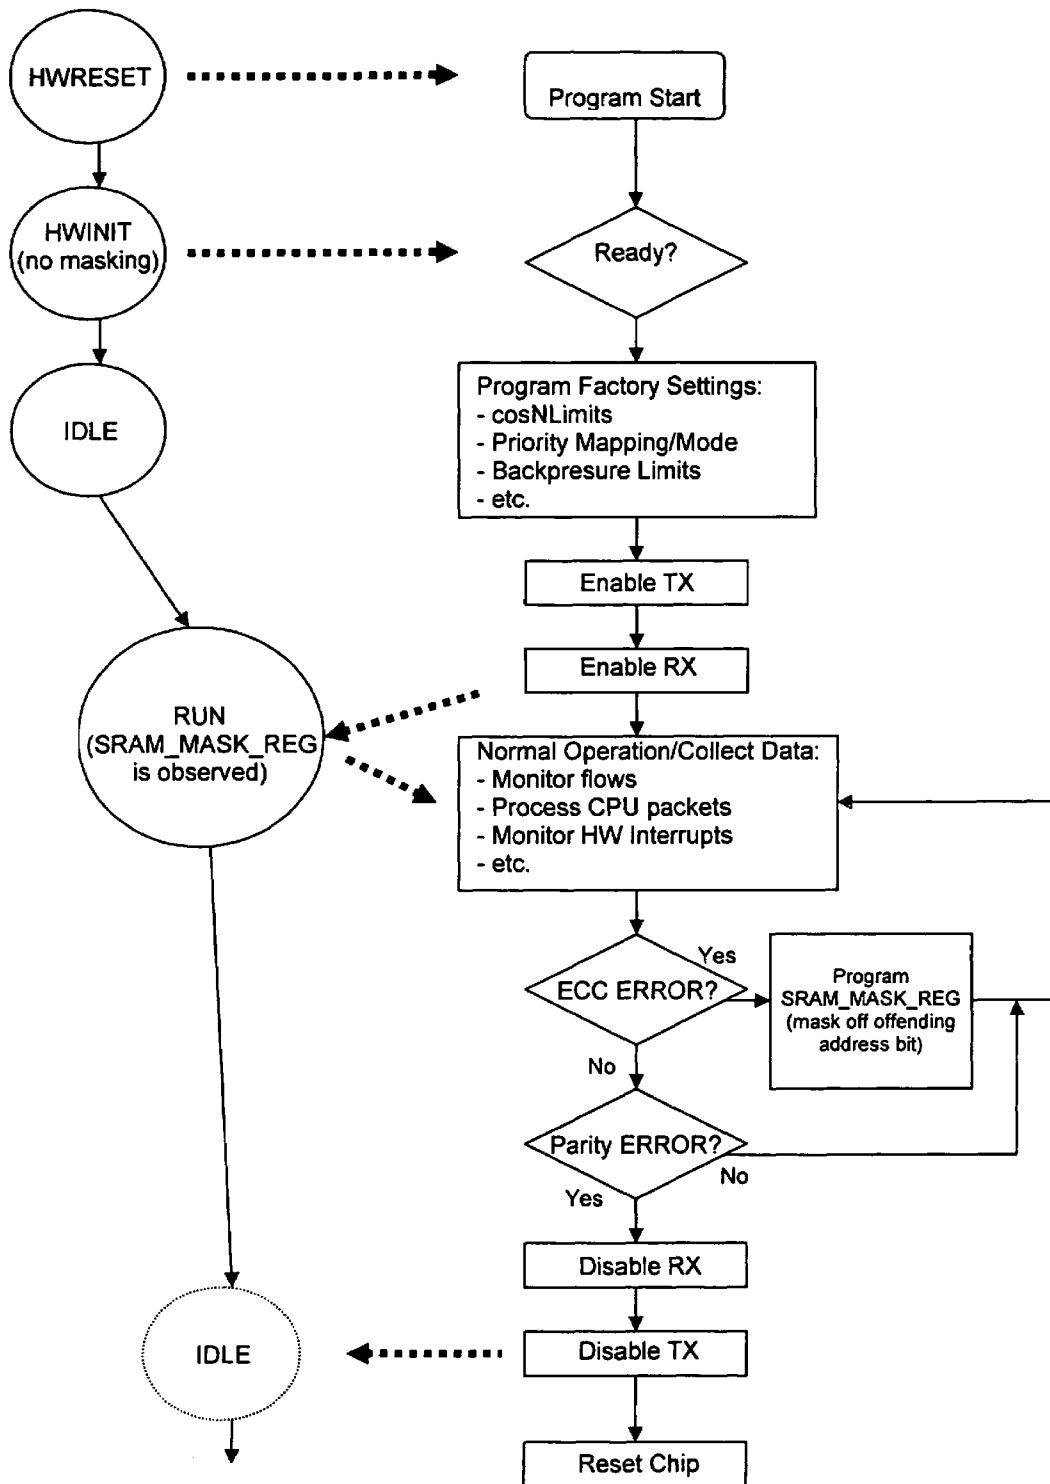 HWRESET
Program Start
HWINIT
(no masking)
Ready?
IDLE
Program Factory Settings:
- cosNLimits
- Priority Mapping/Mode
- Backpresure Limits
- etc.
Enable TX
Enable RX
RUN
(SRAM_MASK_REG
is observed)
Normal Operation/Collect Data:
- Monitor flows
- Process CPU packets
- Monitor HW Interrupts
- etc.
ECC ERROR?
Yes
Program
SRAM_MASK_REG
(mask off offending
address bit)
No
Parity ERROR?
No
Yes
Disable RX
IDLE
Disable TX
Reset Chip